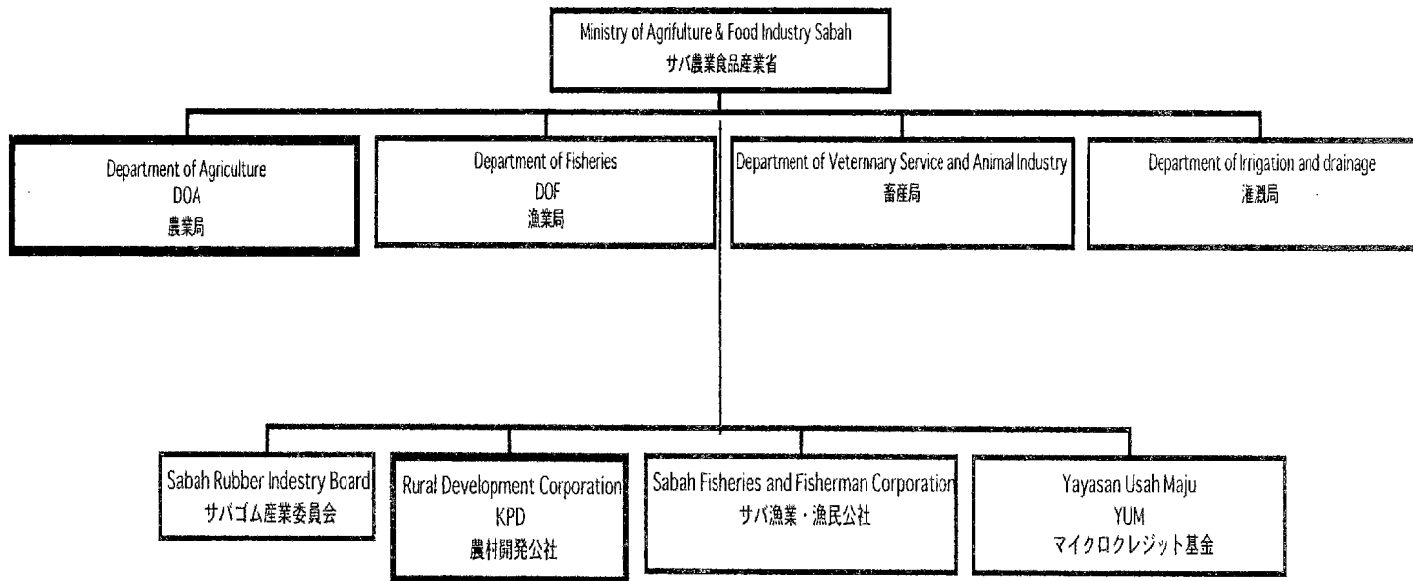 Ministry of Agrifulture & Food Industry Sabah
サバ農業食品産業省
Department of Agriculture
DOA
農業局
Department of Fisheries
DOF
漁業局
Department of Veternnary Service and Animal Industry
畜産局
Department of Irrigation and drainage
灌漑局
Sabah Rubber Indestry Board
サバゴム産業委員会
Rural Development Corporation
KPD
農村開発公社
Sabah Fisheries and Fisherman Corporation
サバ漁業・漁民公社
Yayasan Usah Maju
YUM
マイクロクレジット基金